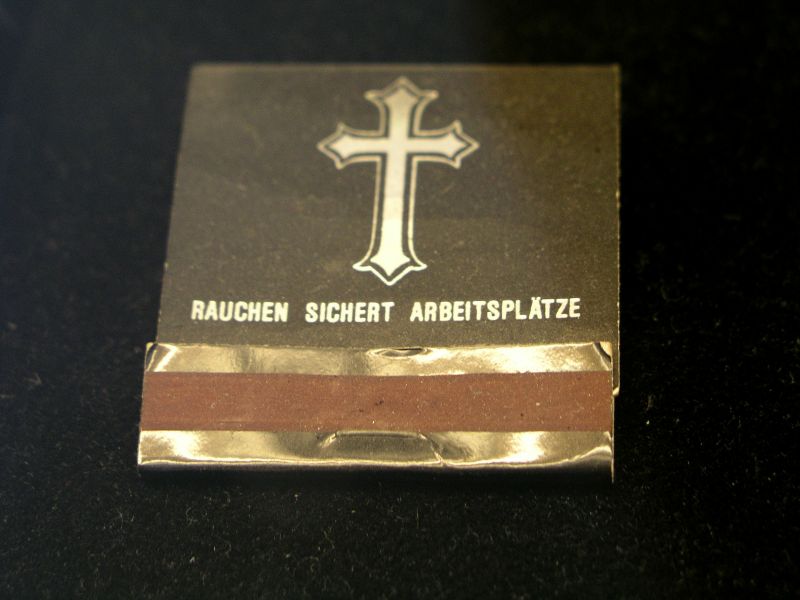 RAUCHEN SICHERT ARBEITSPLÄTZE